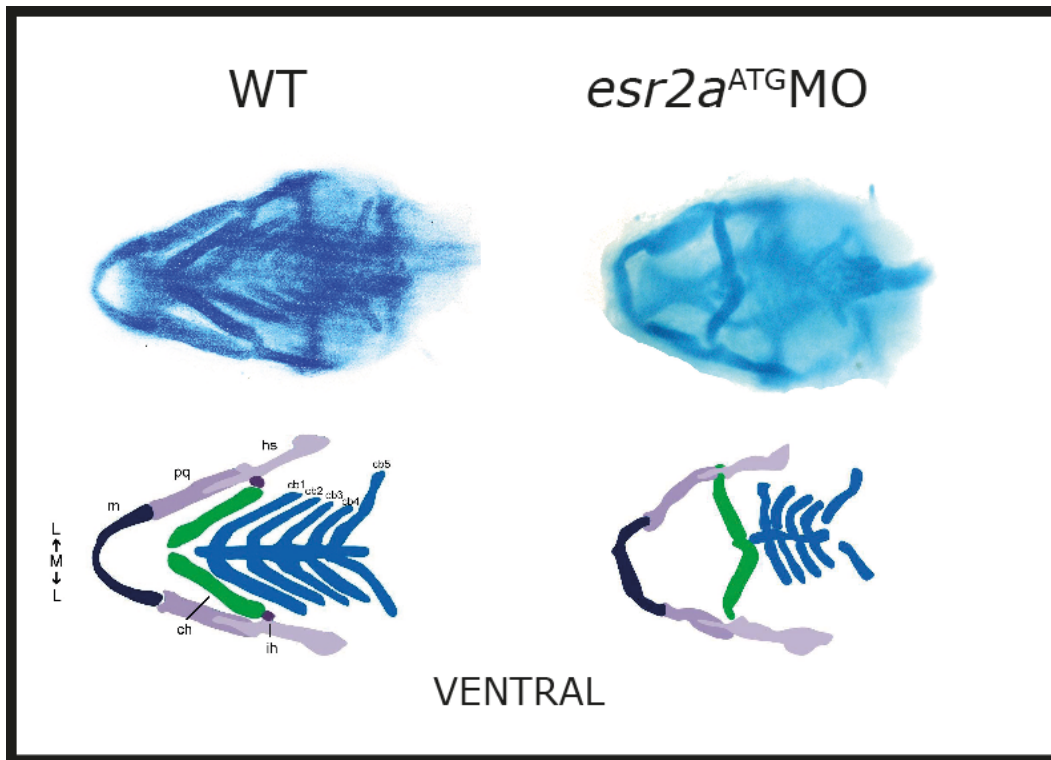 WT
esr2aATGMO
hs
pq
cb1
cb2
cb3
cb4
cb5
m
L
M
L
ch
ih
VENTRAL